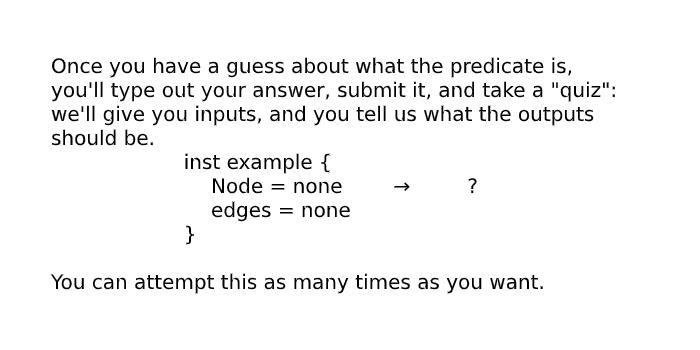 Once you have a guess about what the predicate is,
you'll type out your answer, submit it, and take a "quiz":
we'll give you inputs, and you tell us what the outputs
should be.
inst example {
Node = none → ?
edges = none
}
You can attempt this as many times as you want.